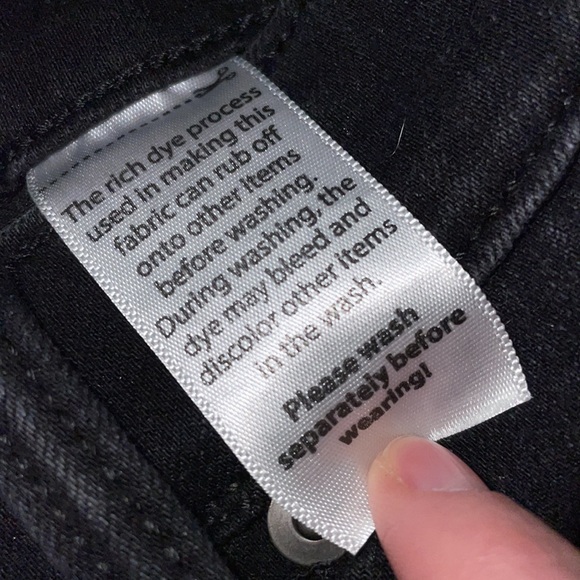 The rich dye process
used in making this
fabric can rub off
onto other items
before washing.
During washing, the
dye may bleed and
discolor other items
in the wash.
Please wash
separately before
wearing!